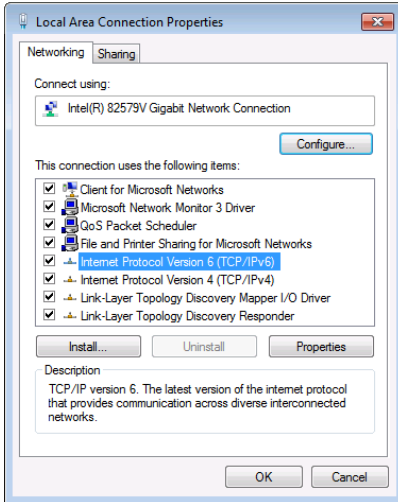 Local Area Connection Properties
Networking
Sharing
Connect using:
Intel(R) 82579V Gigabit Network Connection
Configure...
This connection uses the following items:
Client for Microsoft Networks
Microsoft Network Monitor 3 Driver
QoS Packet Scheduler
File and Printer Sharing for Microsoft Networks
Internet Protocol Version 6 (TCP/IPv6)
Internet Protocol Version 4 (TCP/IPv4)
Link-Layer Topology Discovery Mapper I/O Driver
Link-Layer Topology Discovery Responder
Install...
Uninstall
Properties
Description
TCP/IP version 6. The latest version of the internet protocol
that provides communication across diverse interconnected
networks.
OK
Cancel